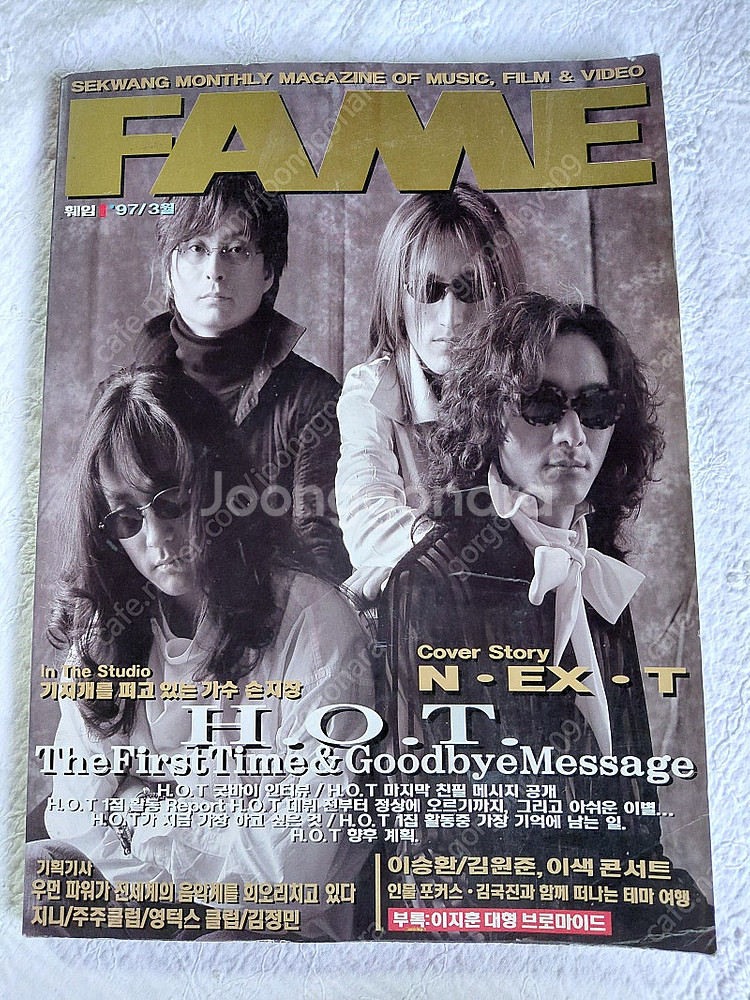 SEKWANG MONTHLY MAGAZINE OF MUSIC, FILM & VIDEO
FAME
훼임 '97/3월
Joonggonara
in The Studio
기지개를 펴고 있는 가수 손지창
Cover Story
N·EX·T
H.O.T.
The First Time & Goodbye Message
H.O.T 굿바이 인터뷰 / H.O.T 마지막 친필 메시지 공개
H.O.T 1집 활동 Report H.O.T 데뷔 전부터 정상에 오르기까지, 그리고 아쉬운 이별...
H.O.T가 지금 가장 하고 싶은 것 / H.O.T 1집 활동중 가장 기억에 남는 일.
H.O.T 향후 계획.
기획기사
우먼 파워가 전세계의 음악계를 회오리치고 있다
지니/주주클럽/영턱스 클럽/김정민
이승환/김원준, 이색 콘서트
인물 포커스·김국진과 함께 떠나는 테마 여행
부록:이지훈 대형 브로마이드